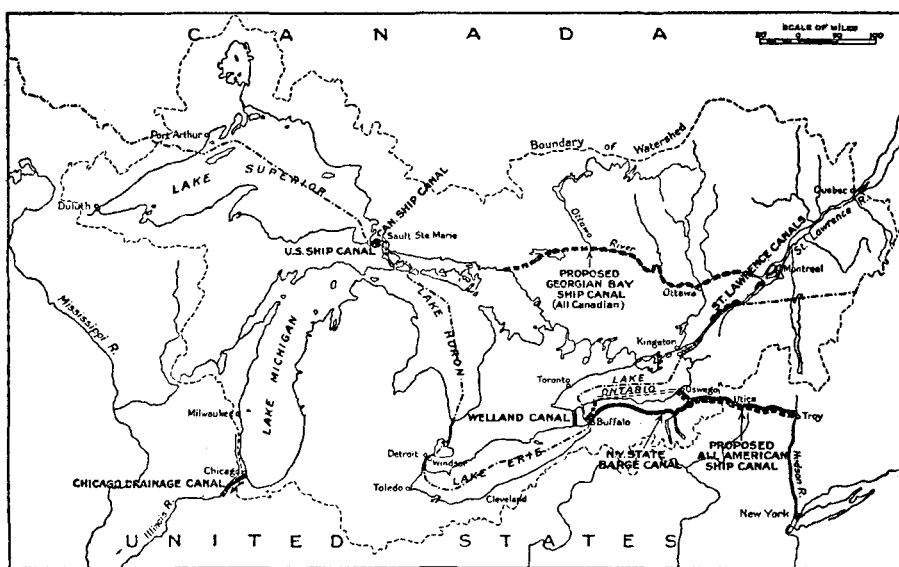 CANADA
SCALE OF MILES
50 0 50 100
Port Arthur
Boundary of Watershed
LAKE SUPERIOR
Duluth
CAN. SHIP CANAL
Sault Ste Marie
U.S. SHIP CANAL
Quebec
St. Lawrence R.
ST. LAWRENCE CANALS
Montreal
Ottawa River
PROPOSED
GEORGIAN BAY
SHIP CANAL
(All Canadian)
Ottawa
Mississippi R.
LAKE MICHIGAN
LAKE HURON
Kingston
Toronto
LAKE
ONTARIO
Oswego
Utica
Troy
Milwaukee
WELLAND CANAL
Buffalo
Detroit
Windsor
LAKE ERIE
N.Y. STATE
BARGE CANAL
PROPOSED
ALL AMERICAN
SHIP CANAL
Hudson R.
Chicago
CHICAGO DRAINAGE CANAL
Toledo
Cleveland
Illinois R.
New York
UNITED STATES